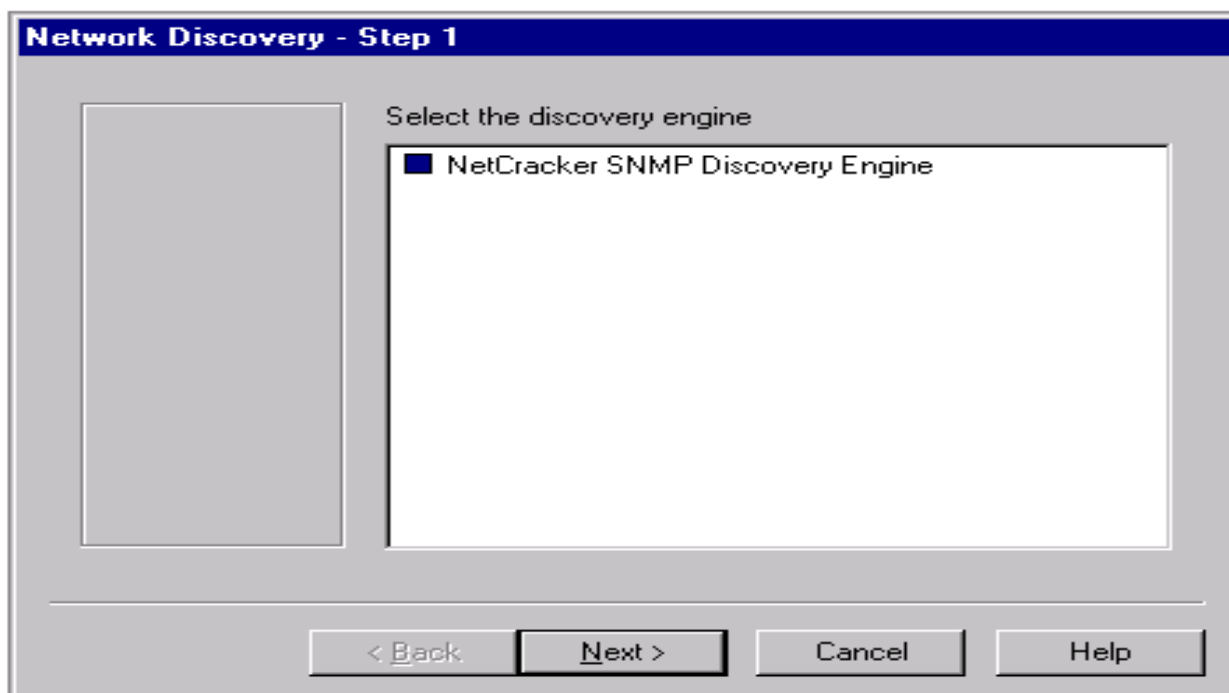 Network Discovery - Step 1
Select the discovery engine
NetCracker SNMP Discovery Engine
< Back Next > Cancel Help